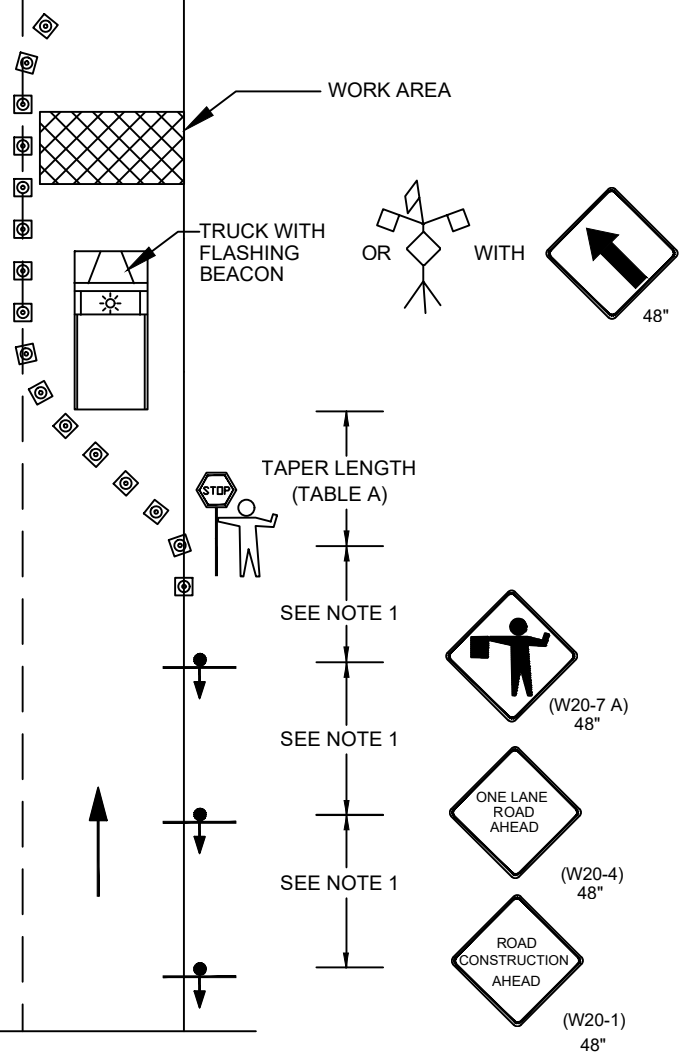 WORK AREA
TRUCK WITH
FLASHING
BEACON
OR
WITH
48"
TAPER LENGTH
(TABLE A)
STOP
SEE NOTE 1
(W20-7 A)
48"
SEE NOTE 1
ONE LANE
ROAD
AHEAD
(W20-4)
48"
SEE NOTE 1
ROAD
CONSTRUCTION
AHEAD
(W20-1)
48"